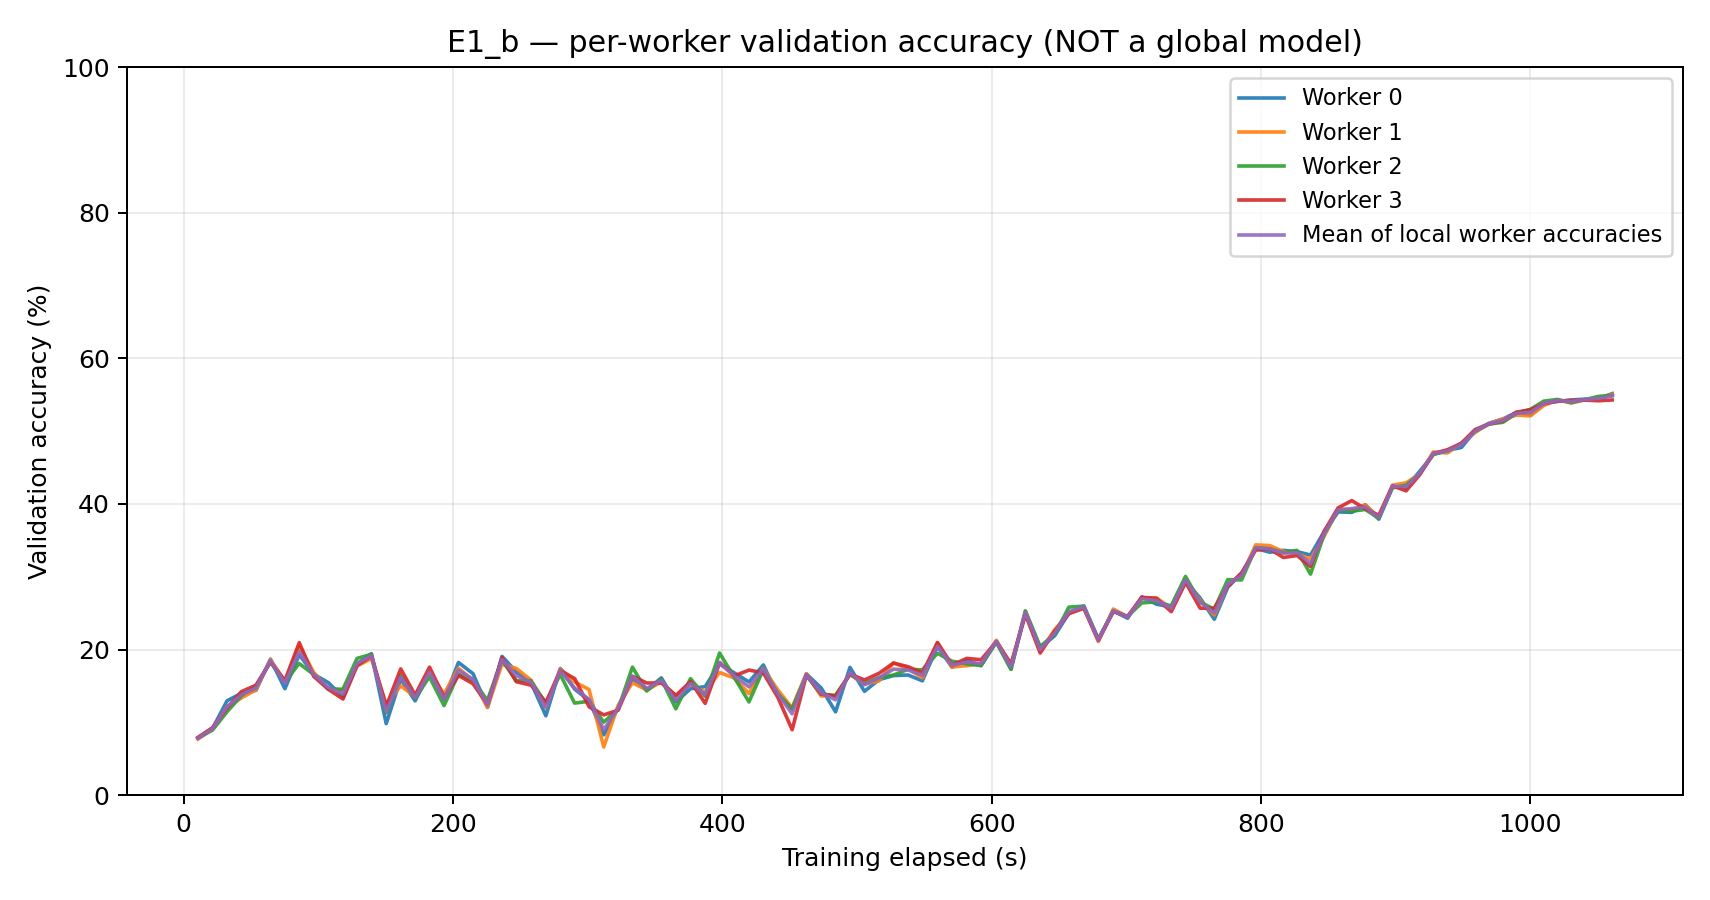 E1_b — per-worker validation accuracy (NOT a global model)
100
80
60
40
20
0
Validation accuracy (%)
Worker 0
Worker 1
Worker 2
Worker 3
Mean of local worker accuracies
0 200 400 600 800 1000
Training elapsed (s)